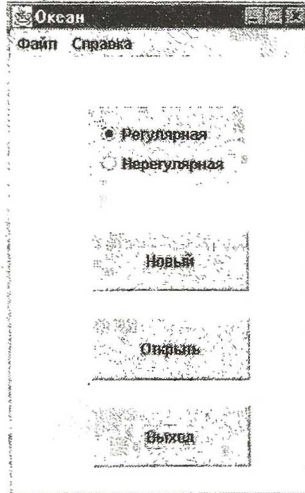 Океан
Файл Справка
Регулярная
Нерегулярная
Новый
Открыть
Выход